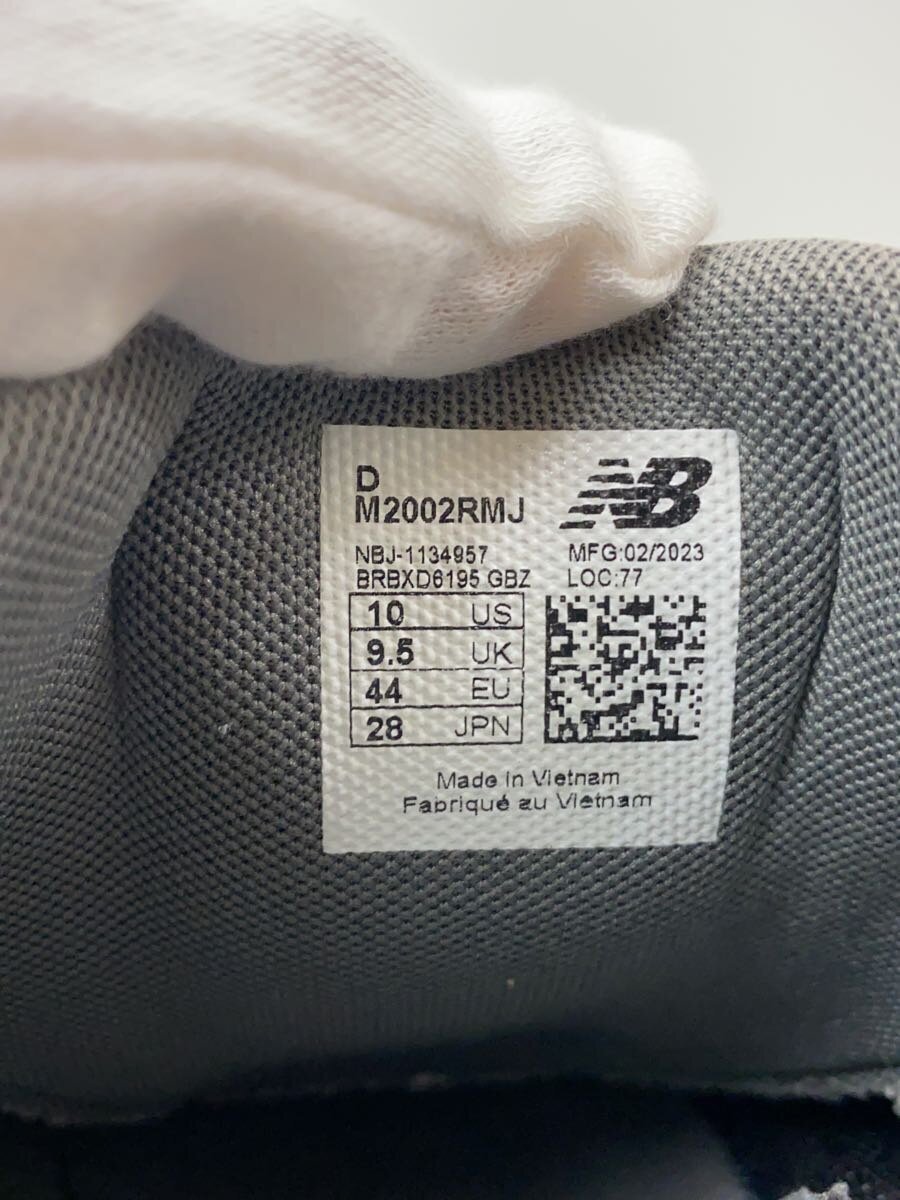 D
M2002RMJ
NB
NBJ-1134957
BRBXD6195 GBZ
MFG:02/2023
LOC:77
10 US
9.5 UK
44 EU
28 JPN
Made in Vietnam
Fabriqué au Vietnam